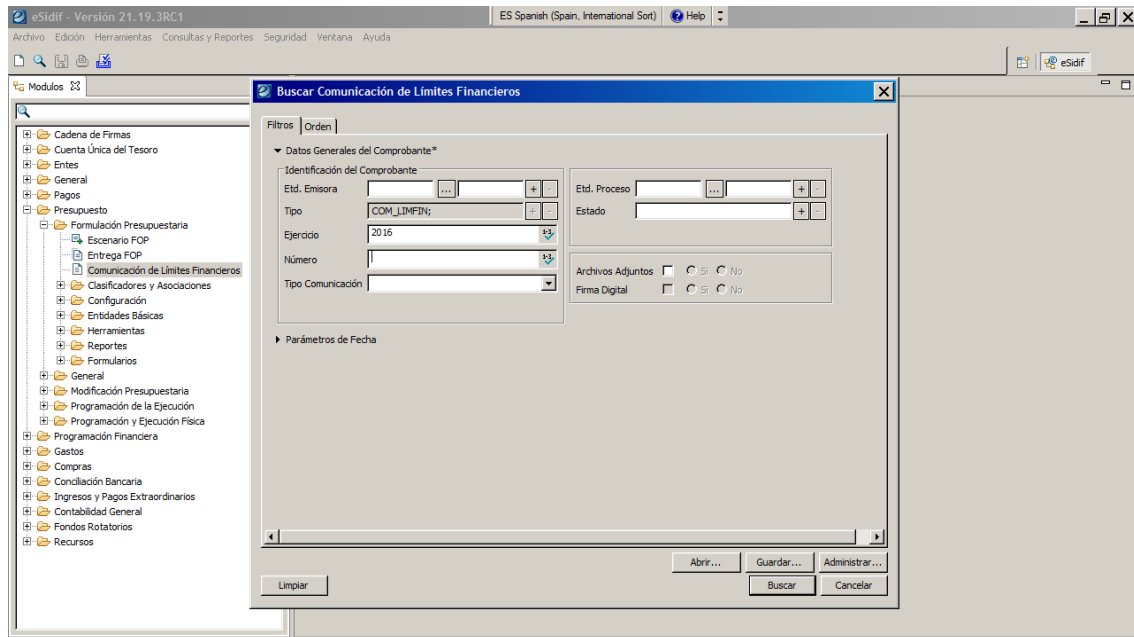 eSidif - Versión 21.19.3RC1
ES Spanish (Spain, International Sort) Help
Archivo Edición Herramientas Consultas y Reportes Seguridad Ventana Ayuda
eSidif
Modulos
Cadena de Firmas
Cuenta Única del Tesoro
Entes
General
Pagos
Presupuesto
Formulación Presupuestaria
Escenario FOP
Entrega FOP
Comunicación de Límites Financieros
Clasificadores y Asociaciones
Configuración
Entidades Básicas
Herramientas
Reportes
Formularios
General
Modificación Presupuestaria
Programación de la Ejecución
Programación y Ejecución Física
Programación Financiera
Gastos
Compras
Conciliación Bancaria
Ingresos y Pagos Extraordinarios
Contabilidad General
Fondos Rotatorios
Recursos
Buscar Comunicación de Límites Financieros
Filtros Orden
Datos Generales del Comprobante*
Identificación del Comprobante
Etd. Emisora ... + -
Tipo COM_LIMFIN; + -
Ejercicio 2016
Número
Tipo Comunicación
Etd. Proceso ... + -
Estado + -
Archivos Adjuntos Si No
Firma Digital Si No
Parámetros de Fecha
Abrir... Guardar... Administrar...
Limpiar Buscar Cancelar